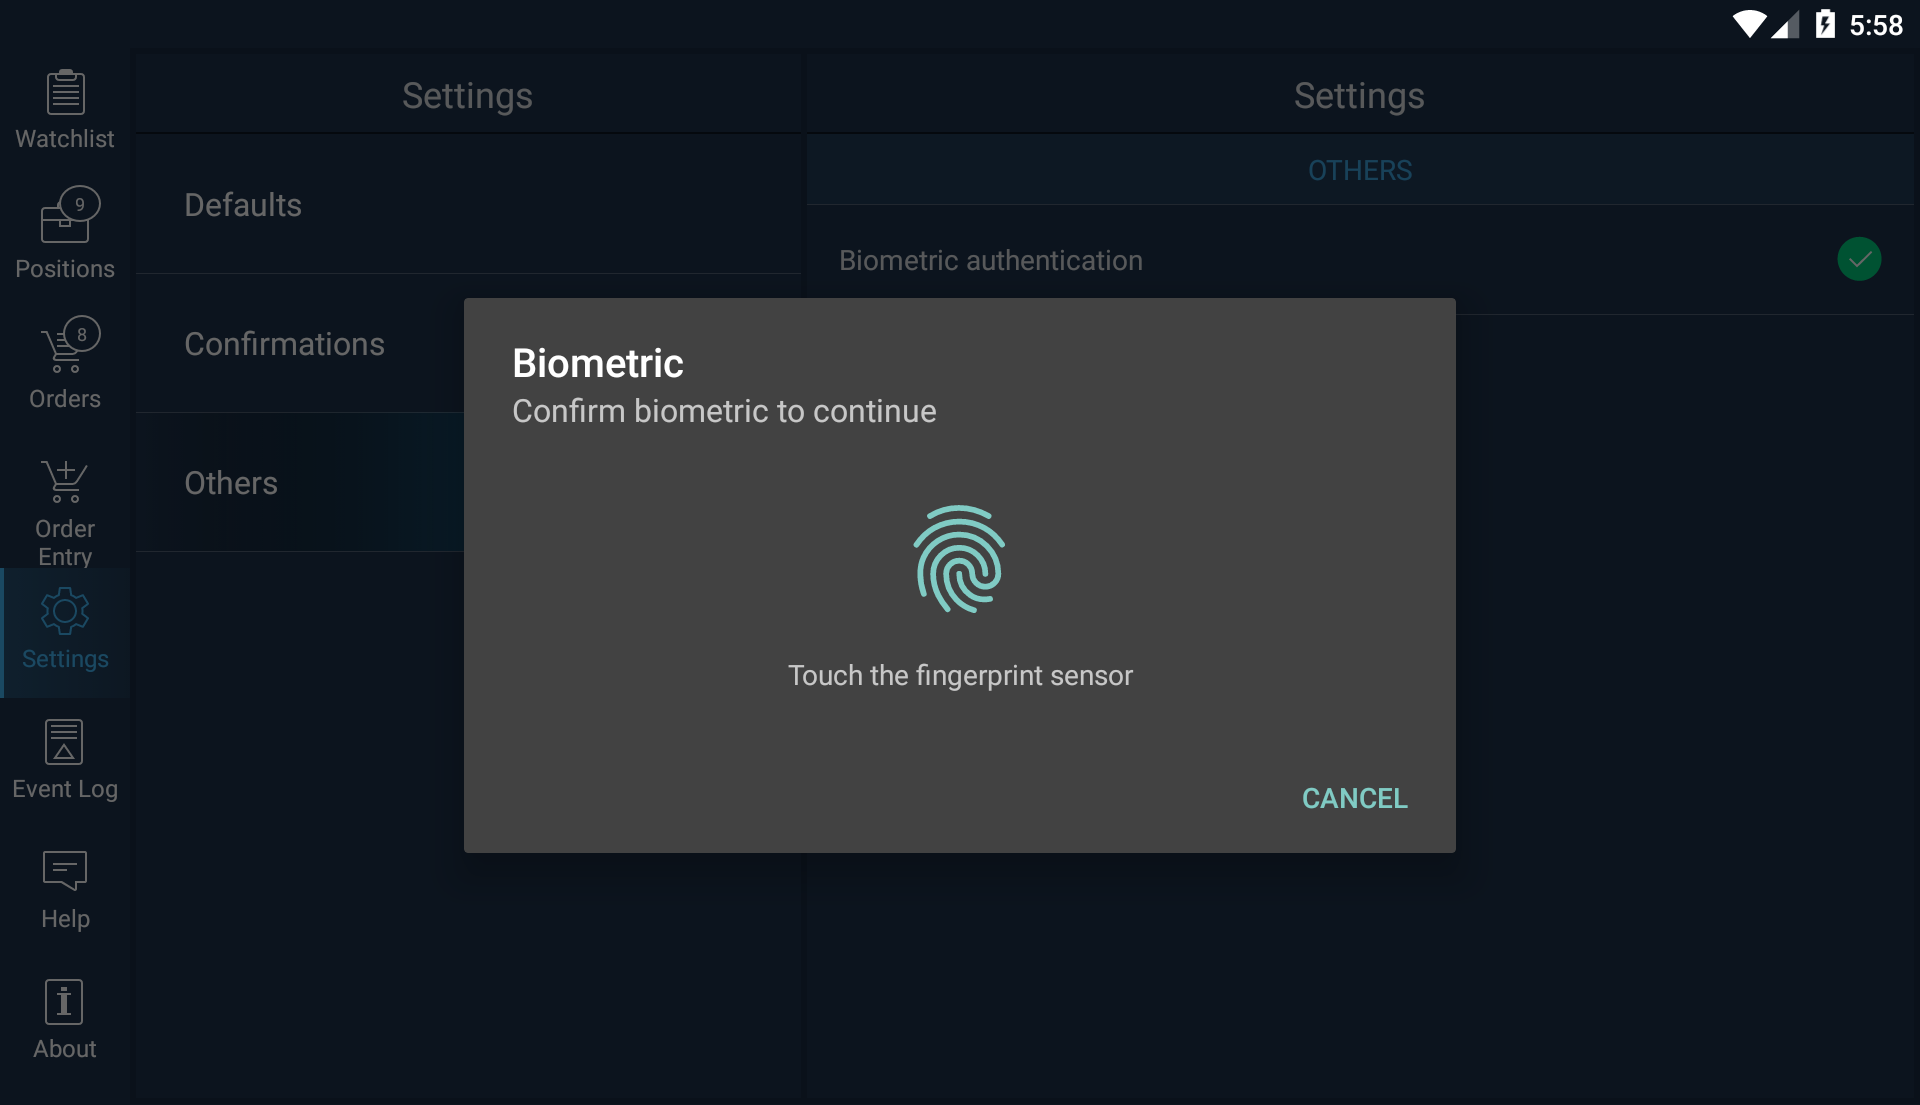 5:58
Watchlist
9
Positions
8
Orders
Order
Entry
Settings
Event Log
Help
About
Settings
Defaults
Confirmations
Others
Settings
OTHERS
Biometric authentication
Biometric
Confirm biometric to continue
Touch the fingerprint sensor
CANCEL